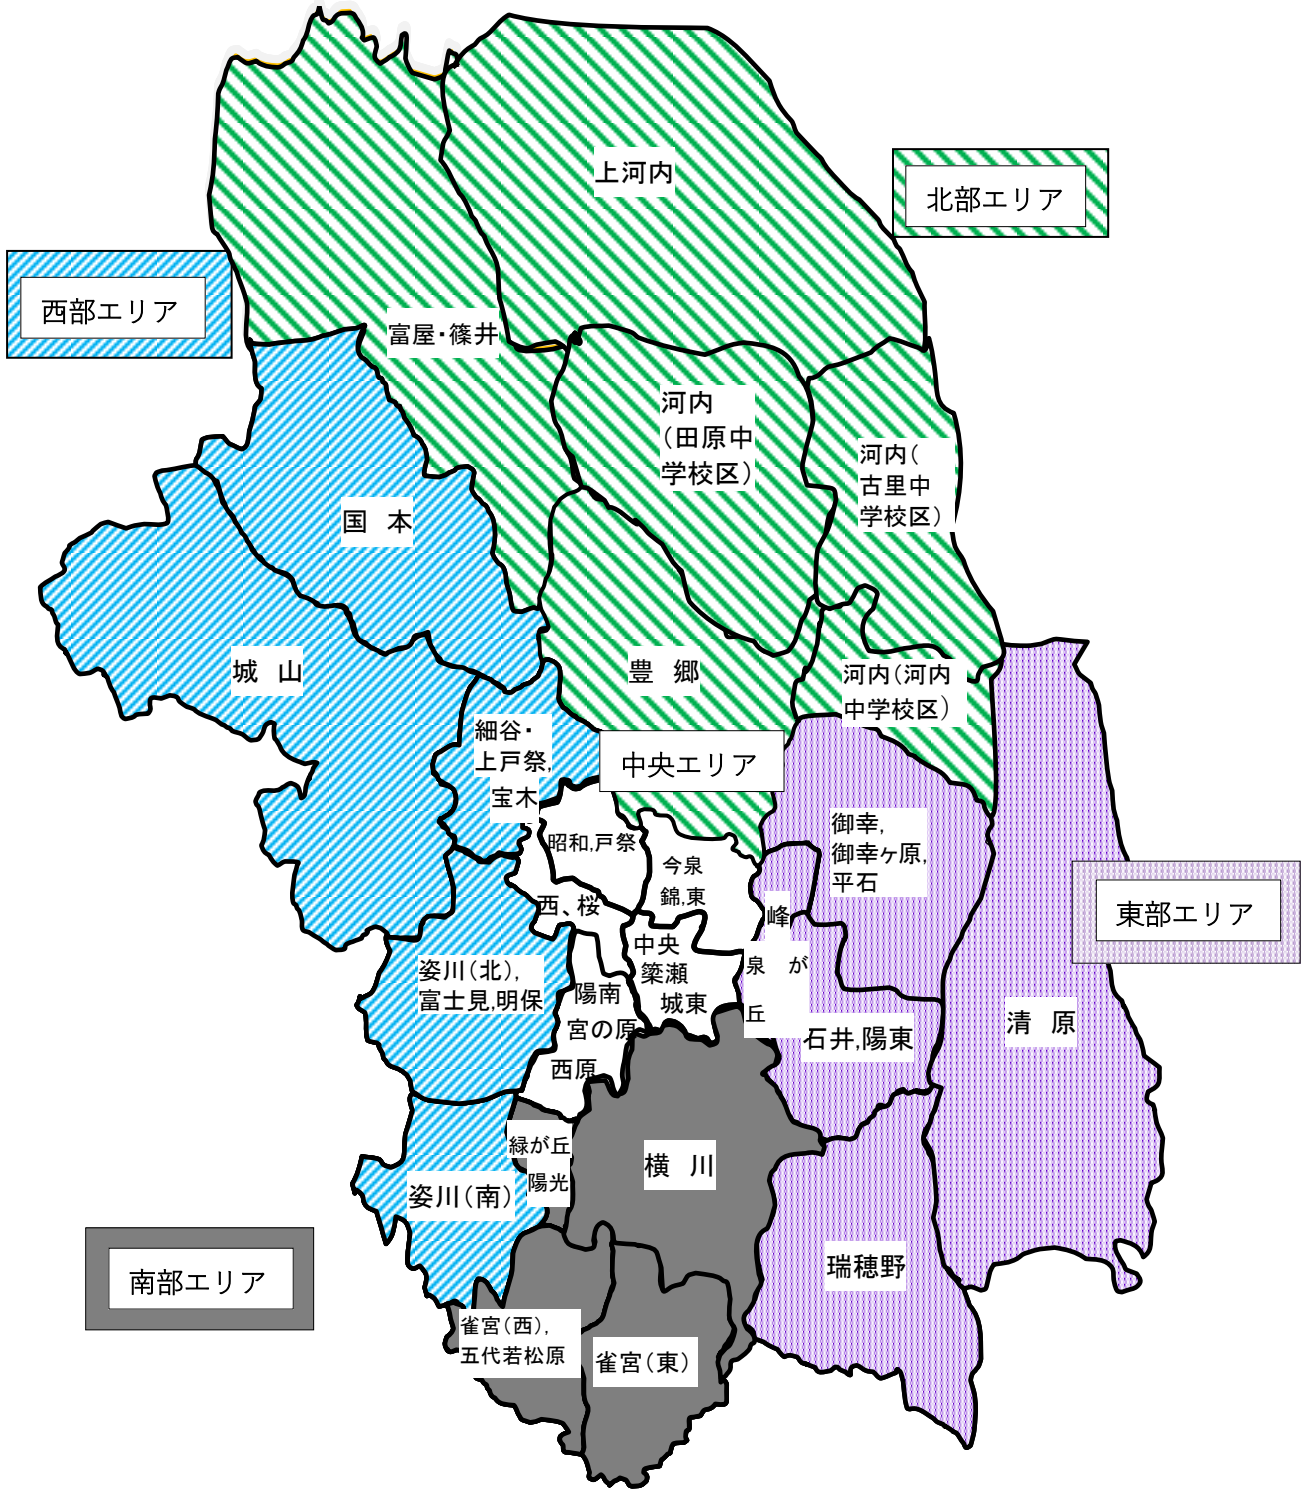 上河内
北部エリア
西部エリア
富屋・篠井
河内
（田原中
学校区）
河内（
古里中
学校区）
国　本
城　山
豊　郷
河内（河内
中学校区）
細谷・
上戸祭,
宝木
中央エリア
昭和,戸祭
今泉
錦,東
御幸,
御幸ヶ原,
平石
西、桜
峰
東部エリア
中央
簗瀬
城東
泉　が
丘
姿川（北）,
富士見,明保
陽南
宮の原
西原
石井,陽東
清　原
緑が丘
陽光
横　川
姿川（南）
南部エリア
瑞穂野
雀宮（西）,
五代若松原
雀宮（東）